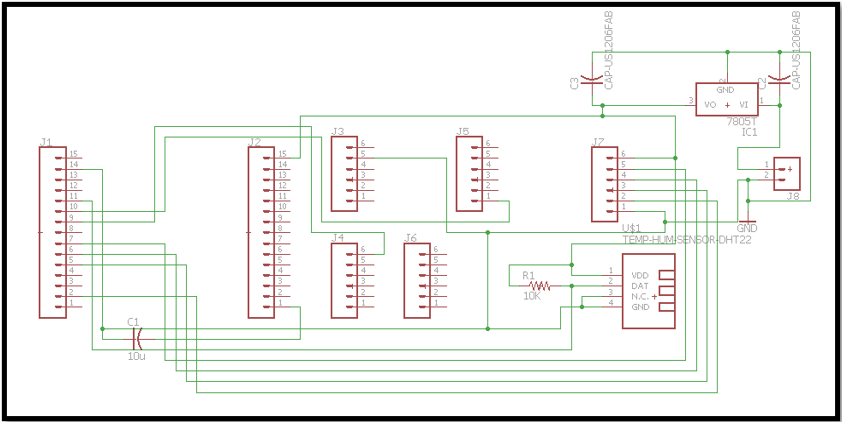 CAP-US1206FAB
CAP-US1206FAB
C3
C2
2
GND
3
VO
VI
1
7805T
IC1
J1
15
14
13
12
11
10
9
8
7
6
5
4
3
2
1
J2
15
14
13
12
11
10
9
8
7
6
5
4
3
2
1
J3
6
5
4
3
2
1
J5
6
5
4
3
2
1
J7
6
5
4
3
2
1
1
2
J8
GND
J4
6
5
4
3
2
1
J6
6
5
4
3
2
1
U$1
TEMP-HUM-SENSOR-DHT22
1 VDD
2 DAT
3 N.C.
4 GND
R1
10K
C1
10u